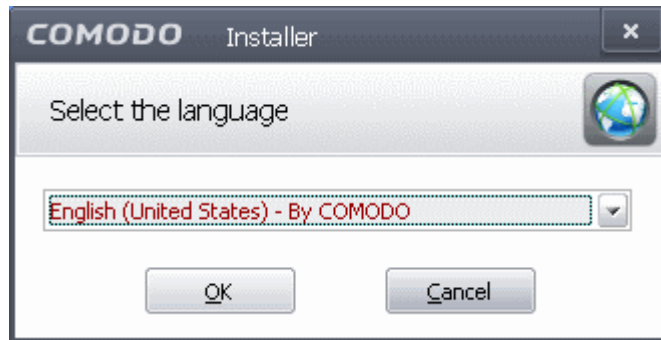 COMODO Installer
Select the language
English (United States) - By COMODO
OK Cancel